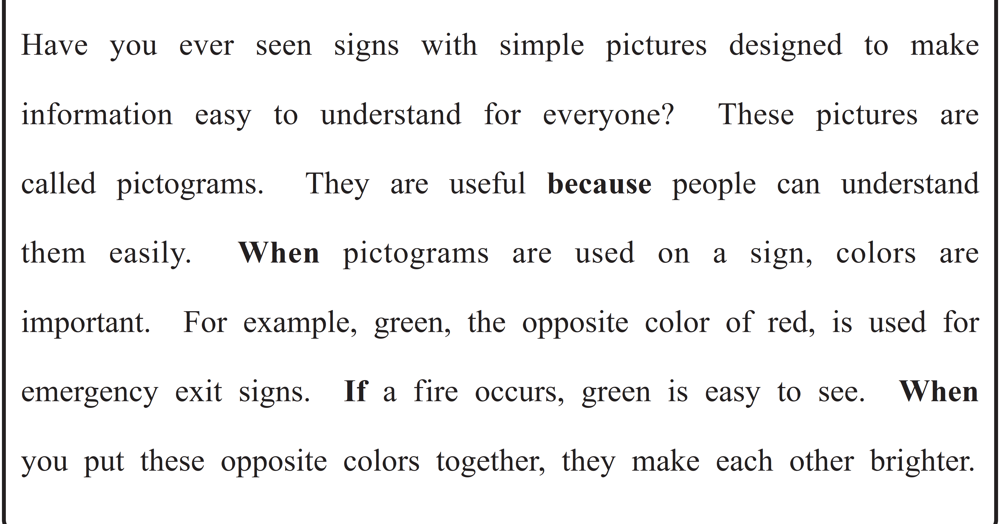 Have you ever seen signs with simple pictures designed to make
information easy to understand for everyone? These pictures are
called pictograms. They are useful because people can understand
them easily. When pictograms are used on a sign, colors are
important. For example, green, the opposite color of red, is used for
emergency exit signs. If a fire occurs, green is easy to see. When
you put these opposite colors together, they make each other brighter.